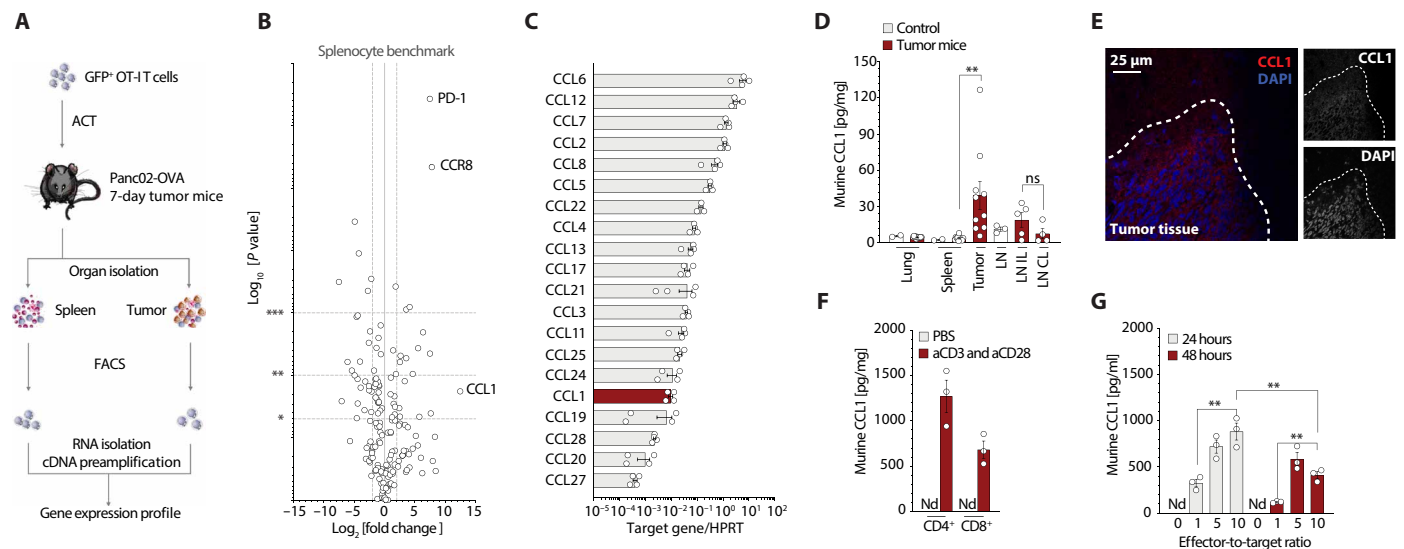 A
GFP+ OT-I T cells
ACT
Panc02-OVA
7-day tumor mice
Organ isolation
Spleen
Tumor
FACS
RNA isolation
cDNA preamplification
Gene expression profile
B
Splenocyte benchmark
PD-1
CCR8
CCL1
Log10 [P value]
***
**
*
−15 −10 −5 0 5 10 15
Log2 [fold change ]
C
CCL6
CCL12
CCL7
CCL2
CCL8
CCL5
CCL22
CCL4
CCL13
CCL17
CCL21
CCL3
CCL11
CCL25
CCL24
CCL1
CCL19
CCL28
CCL20
CCL27
10−5 10−4 10−3 10−2 10−1 100 101 102
Target gene/HPRT
D
Control
Tumor mice
Murine CCL1 [pg/mg]
150
120
90
60
30
0
**
ns
Lung
Spleen
Tumor
LN
LN IL
LN CL
E
25 µm
CCL1
DAPI
Tumor tissue
CCL1
DAPI
F
PBS
aCD3 and aCD28
Murine CCL1 [pg/mg]
2000
1500
1000
500
0
Nd Nd
CD4+ CD8+
G
24 hours
48 hours
Murine CCL1 [pg/ml]
2000
1500
1000
500
0
**
**
**
Nd Nd
0 1 5 10 0 1 5 10
Effector-to-target ratio